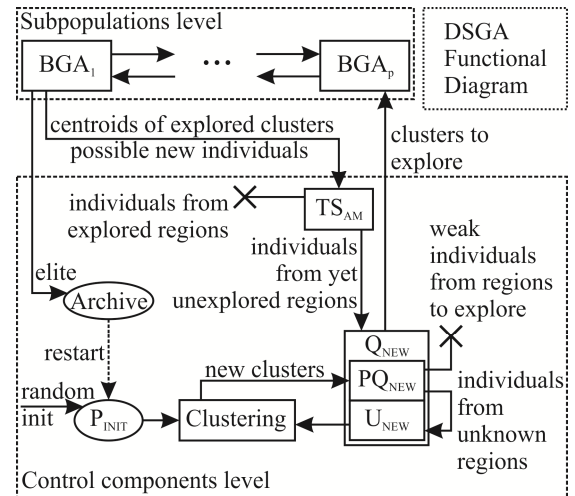 Subpopulations level
DSGA
Functional
Diagram
BGA1
...
BGAp
centroids of explored clusters
possible new individuals
clusters to
explore
individuals from
explored regions
TSAM
weak
individuals
from regions
to explore
individuals
from yet
unexplored regions
elite
Archive
restart
QNEW
new clusters
PQNEW
random
init
PINIT
Clustering
UNEW
individuals
from
unknown
regions
Control components level